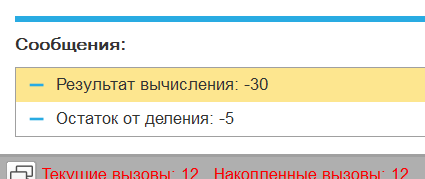 Сообщения:
Результат вычисления: -30
Остаток от деления: -5
Текущие вызовы: 12 Накопленные вызовы: 12